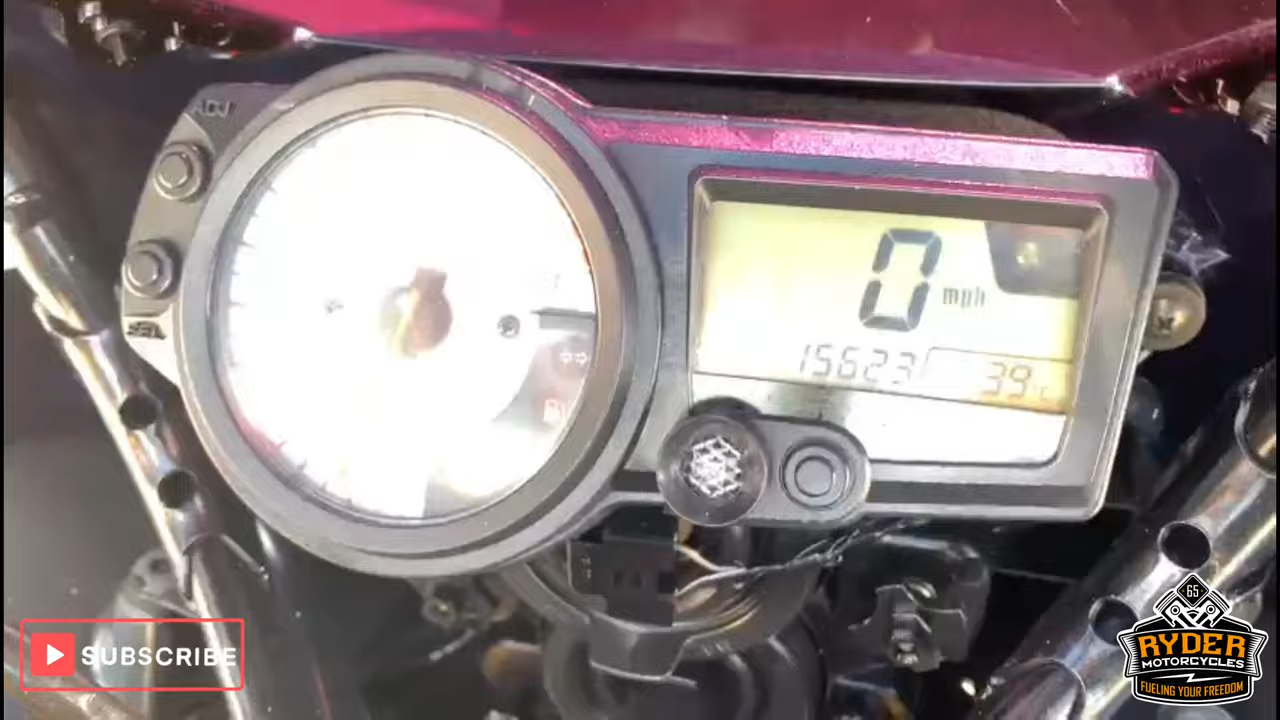 ADJ
SEL
0 mph
15623
39°C
SUBSCRIBE
65
RYDER
MOTORCYCLES
FUELING YOUR FREEDOM